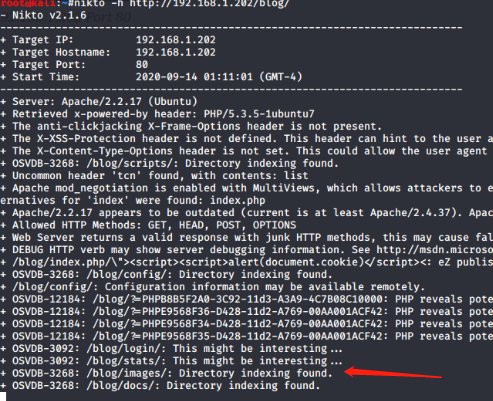 root@kali:~#nikto -h http://192.168.1.202/blog/
- Nikto v2.1.6
---------------------------------------------------------------------------
+ Target IP: 192.168.1.202
+ Target Hostname: 192.168.1.202
+ Target Port: 80
+ Start Time: 2020-09-14 01:11:01 (GMT-4)
---------------------------------------------------------------------------
+ Server: Apache/2.2.17 (Ubuntu)
+ Retrieved x-powered-by header: PHP/5.3.5-1ubuntu7
+ The anti-clickjacking X-Frame-Options header is not present.
+ The X-XSS-Protection header is not defined. This header can hint to the user a
+ The X-Content-Type-Options header is not set. This could allow the user agent
+ OSVDB-3268: /blog/scripts/: Directory indexing found.
+ Uncommon header 'tcn' found, with contents: list
+ Apache mod_negotiation is enabled with MultiViews, which allows attackers to e
ernatives for 'index' were found: index.php
+ Apache/2.2.17 appears to be outdated (current is at least Apache/2.4.37). Apac
+ Allowed HTTP Methods: GET, HEAD, POST, OPTIONS
+ Web Server returns a valid response with junk HTTP methods, this may cause fal
+ DEBUG HTTP verb may show server debugging information. See http://msdn.microso
+ /blog/index.php/\"><script><script>alert(document.cookie)</script><: eZ publis
+ OSVDB-3268: /blog/config/: Directory indexing found.
+ /blog/config/: Configuration information may be available remotely.
+ OSVDB-12184: /blog/?=PHPB8B5F2A0-3C92-11d3-A3A9-4C7B08C10000: PHP reveals pote
+ OSVDB-12184: /blog/?=PHPE9568F36-D428-11d2-A769-00AA001ACF42: PHP reveals pote
+ OSVDB-12184: /blog/?=PHPE9568F34-D428-11d2-A769-00AA001ACF42: PHP reveals pote
+ OSVDB-12184: /blog/?=PHPE9568F35-D428-11d2-A769-00AA001ACF42: PHP reveals pote
+ OSVDB-3092: /blog/login/: This might be interesting...
+ OSVDB-3092: /blog/stats/: This might be interesting...
+ OSVDB-3268: /blog/images/: Directory indexing found.
+ OSVDB-3268: /blog/docs/: Directory indexing found.